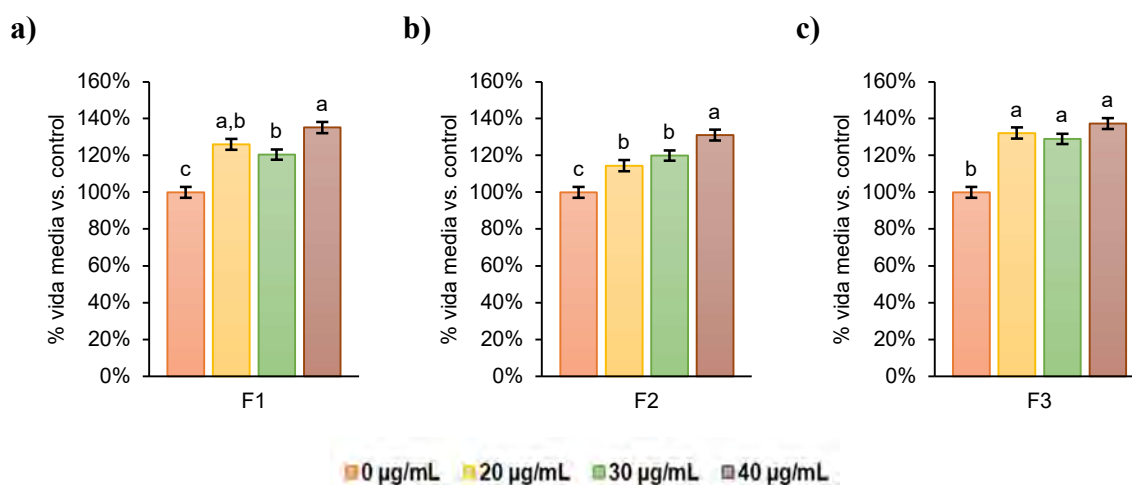 a)
% vida media vs. control
160%
140%
120%
100%
80%
60%
40%
20%
0%
c
a,b
b
a
F1
b)
% vida media vs. control
160%
140%
120%
100%
80%
60%
40%
20%
0%
c
b
b
a
F2
c)
% vida media vs. control
160%
140%
120%
100%
80%
60%
40%
20%
0%
b
a
a
a
F3
0 µg/mL 20 µg/mL 30 µg/mL 40 µg/mL